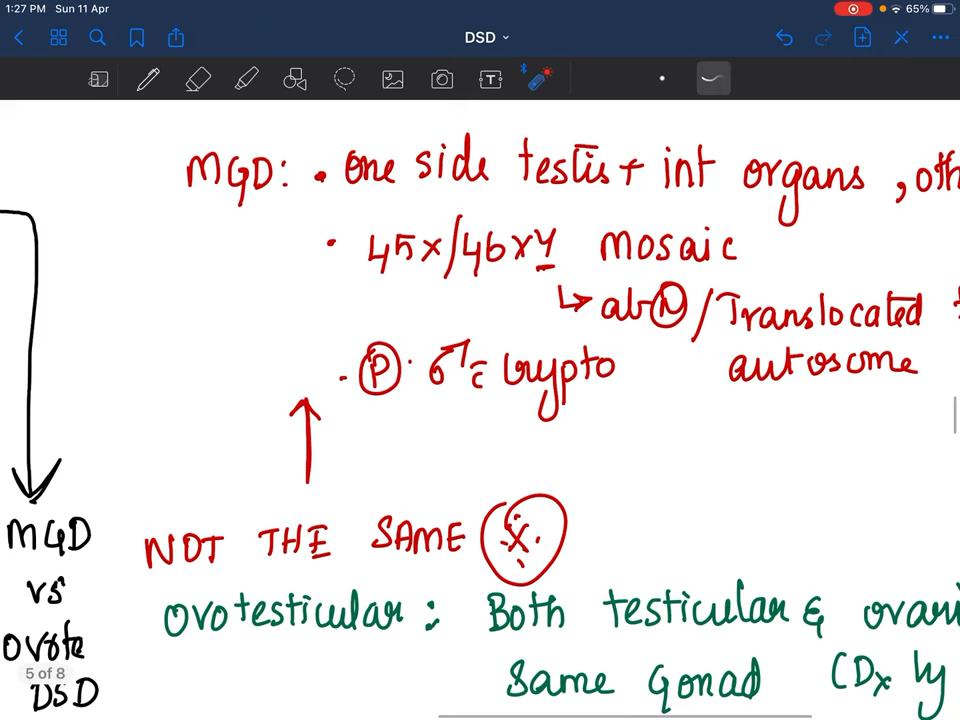 1:27 PM Sun 11 Apr
65%
DSD
T
MGD: • one side testis + int organs, oth
• 45X/46XY mosaic
↳ ab(N) / Translocated
autosome
• (P) • ♂ c̄ crypto
NOT THE SAME
MGD
vs
ovote
DSD
ovotesticular : Both testicular & ovari
same gonad (Dx by
5 of 8